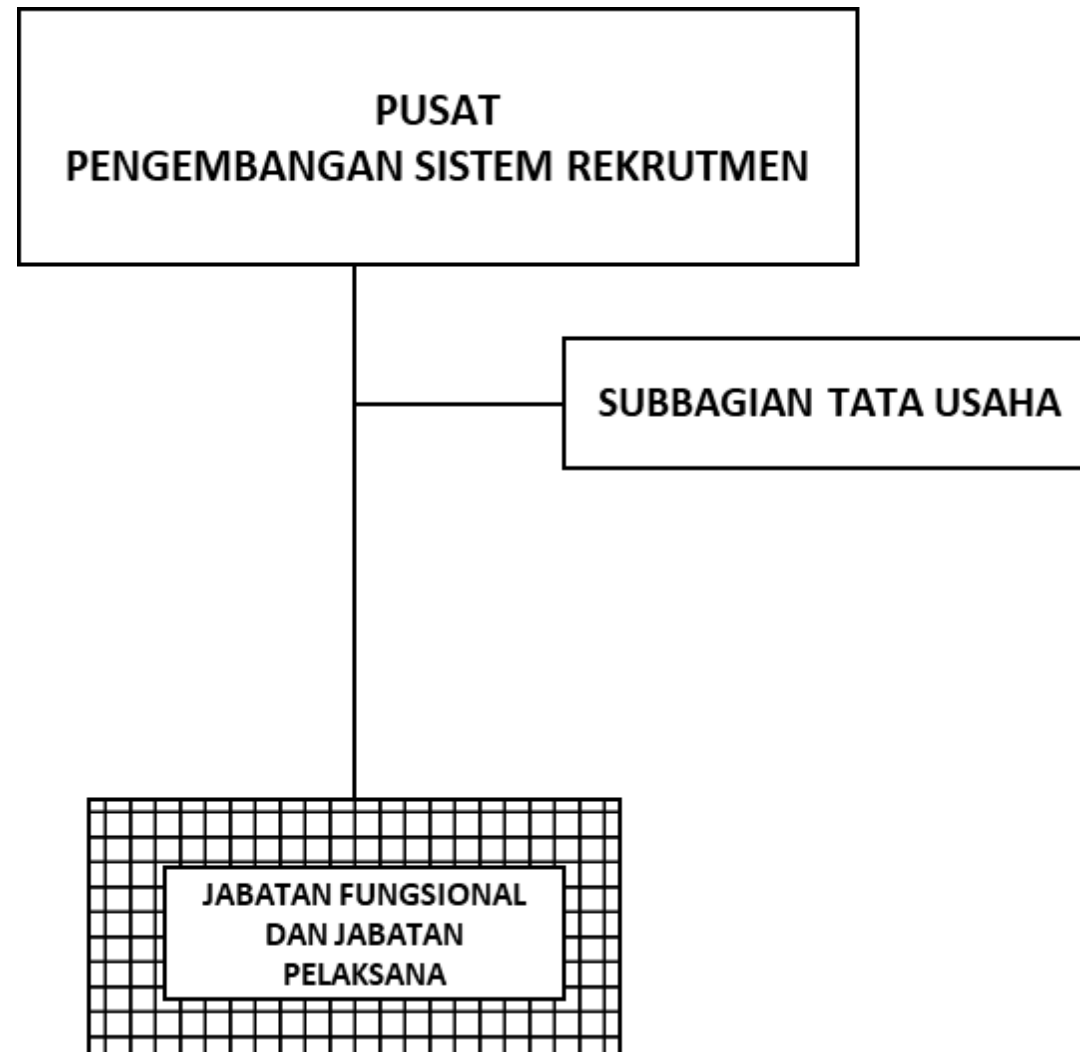 PUSAT
PENGEMBANGAN SISTEM REKRUTMEN
SUBBAGIAN TATA USAHA
JABATAN FUNGSIONAL
DAN JABATAN
PELAKSANA